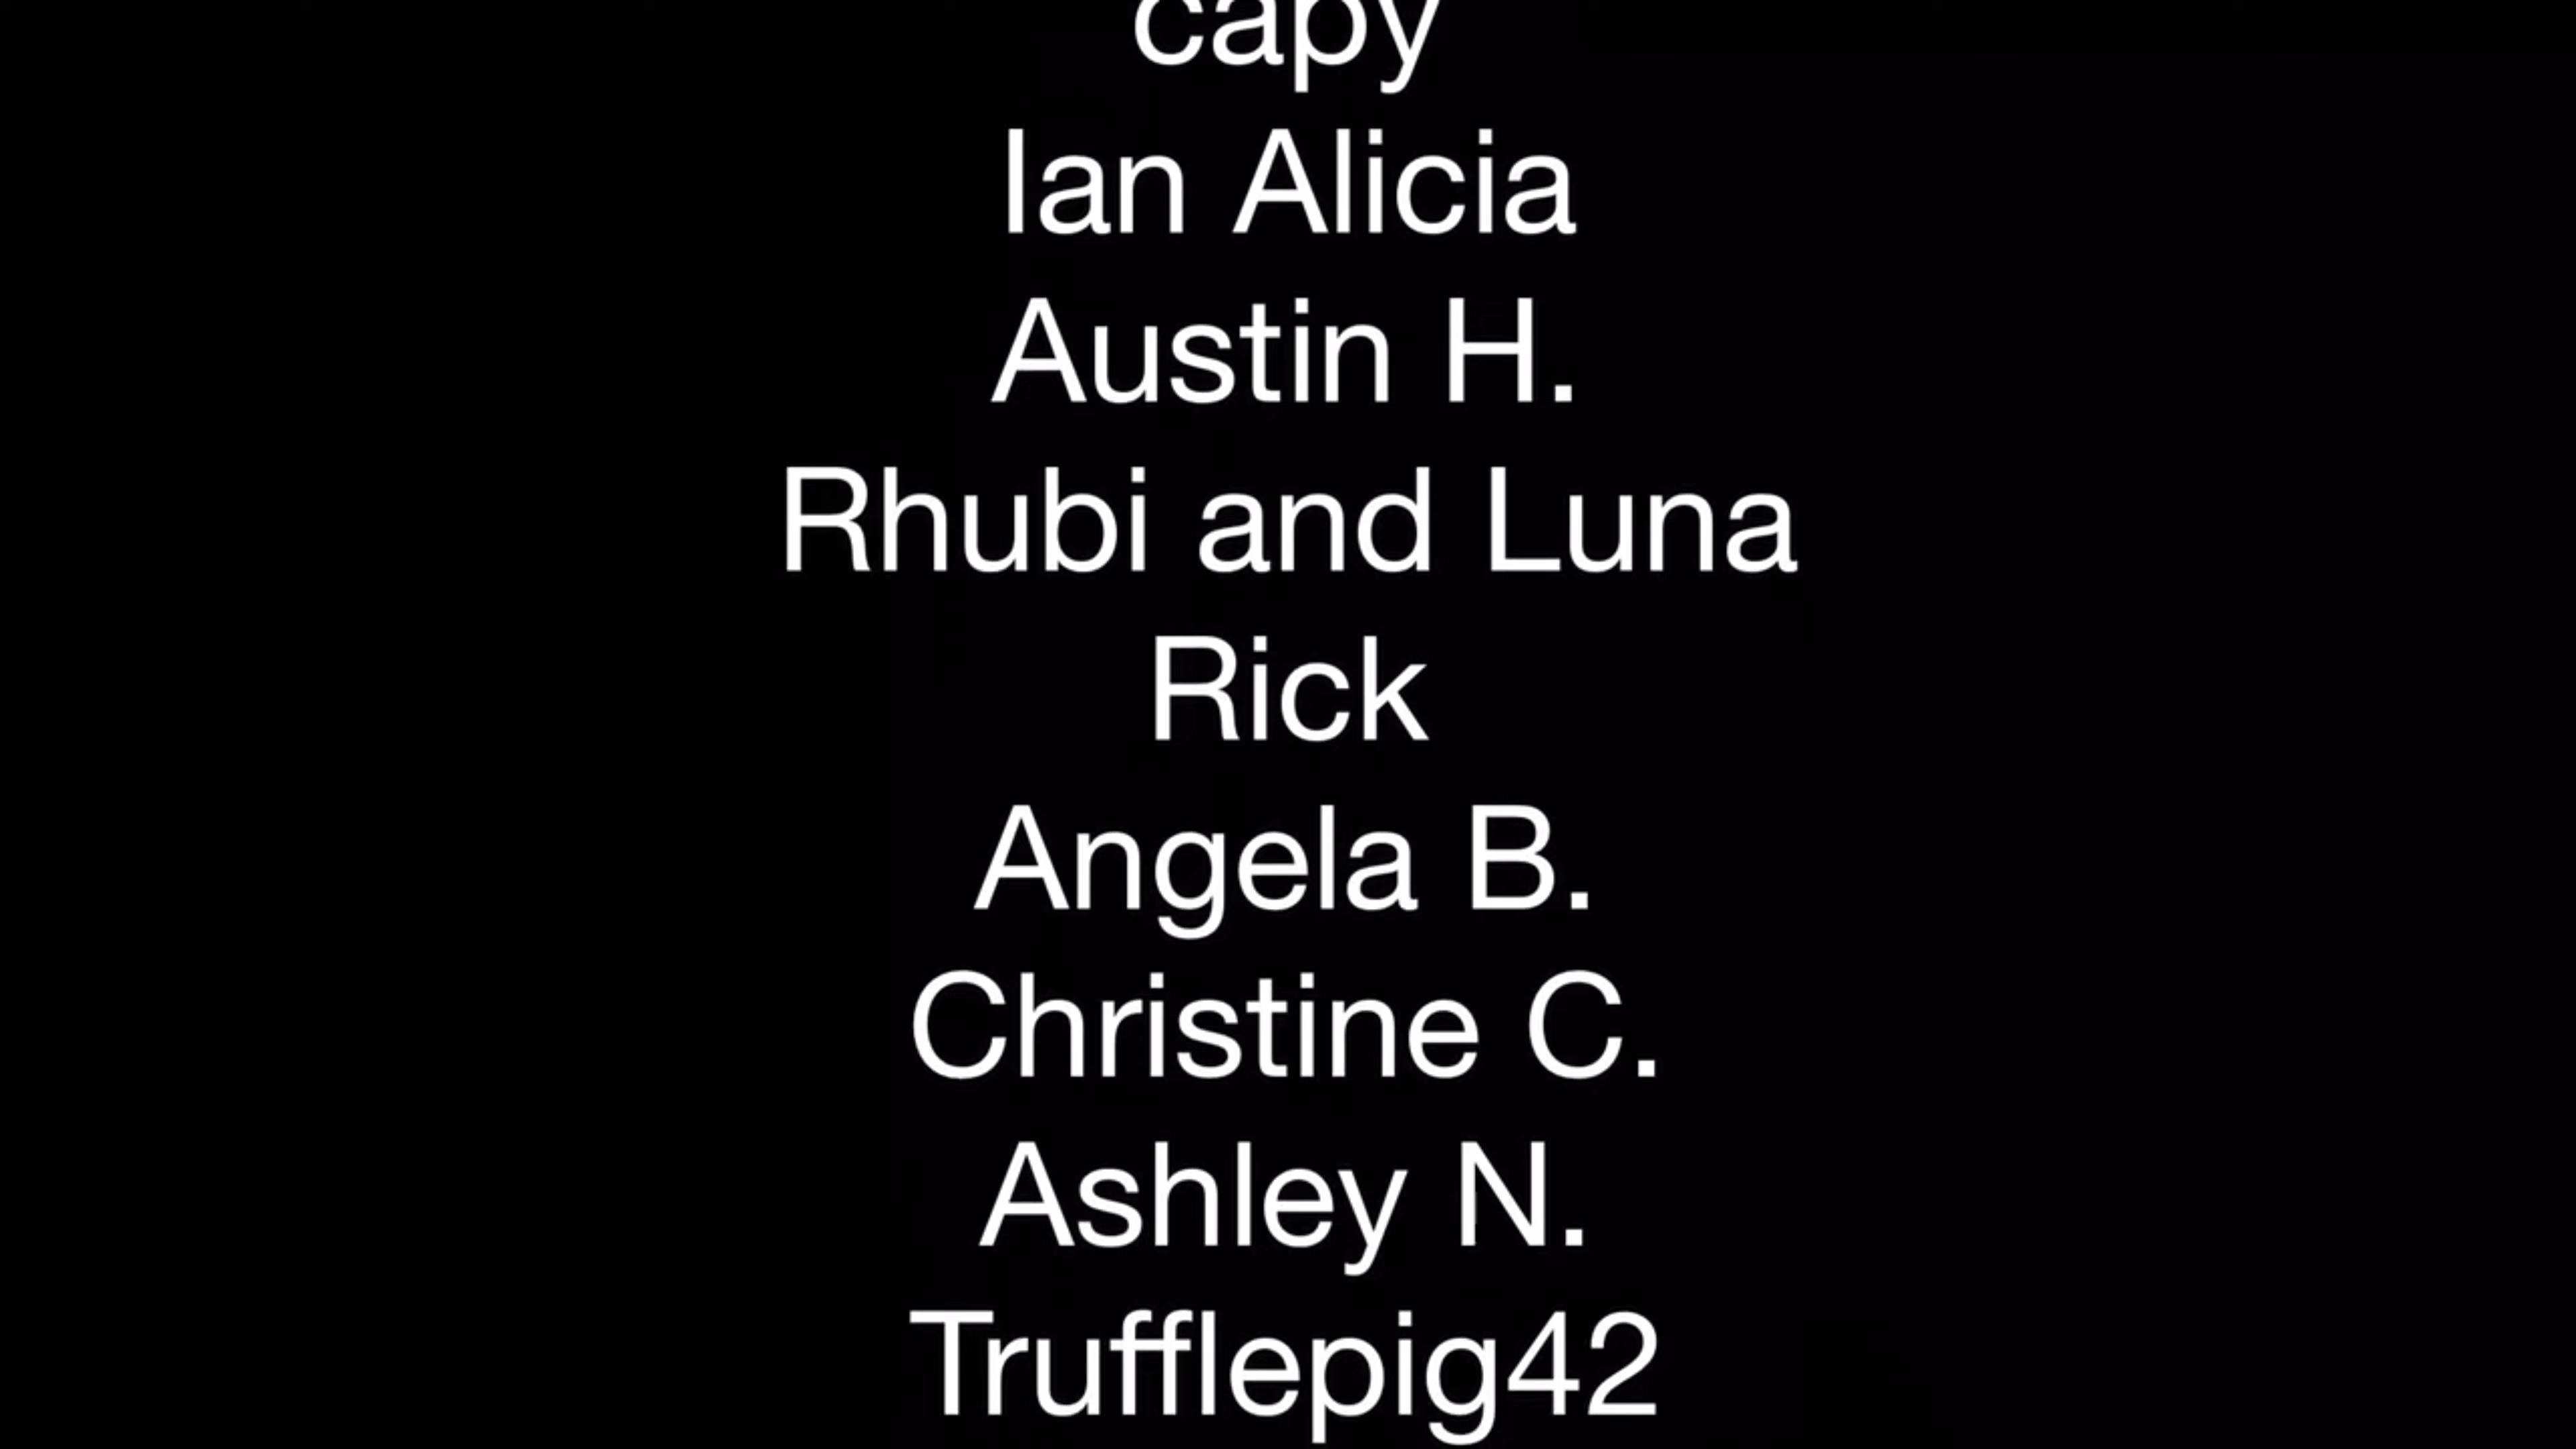 capy
Ian Alicia
Austin H.
Rhubi and Luna
Rick
Angela B.
Christine C.
Ashley N.
Trufflepig42